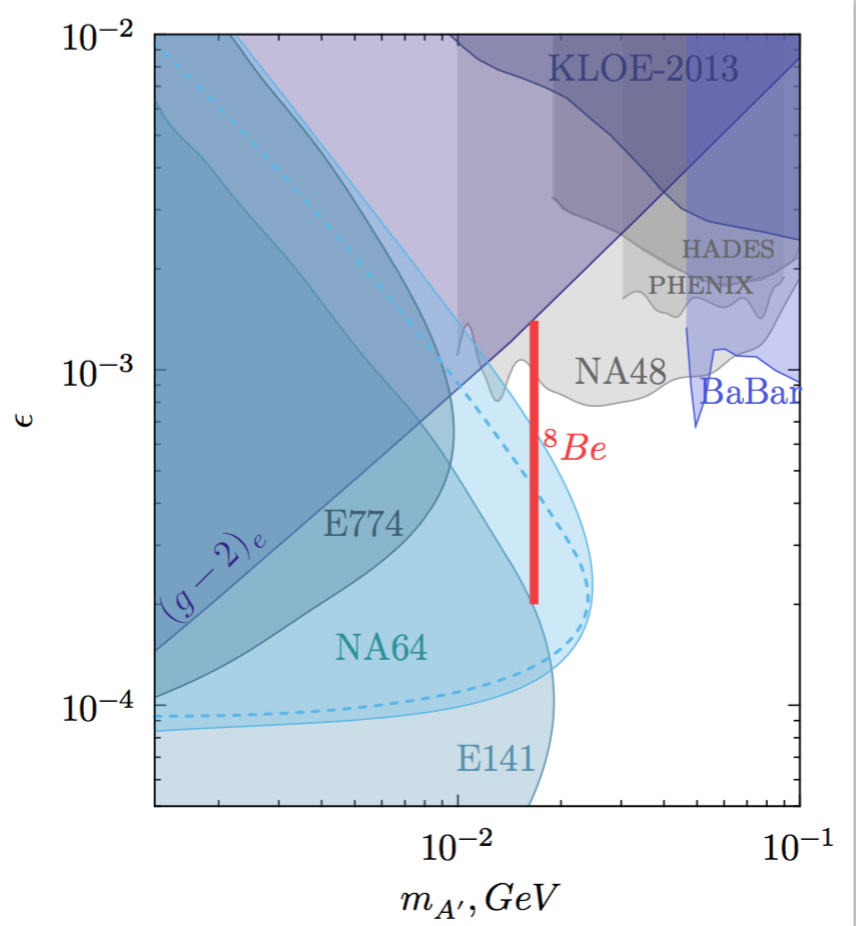 10⁻²
KLOE-2013
HADES
PHENIX
NA48
10⁻³
BaBar
ϵ
⁸Be
E774
(g − 2)ₑ
NA64
10⁻⁴
E141
10⁻² 10⁻¹
m_{A′}, GeV